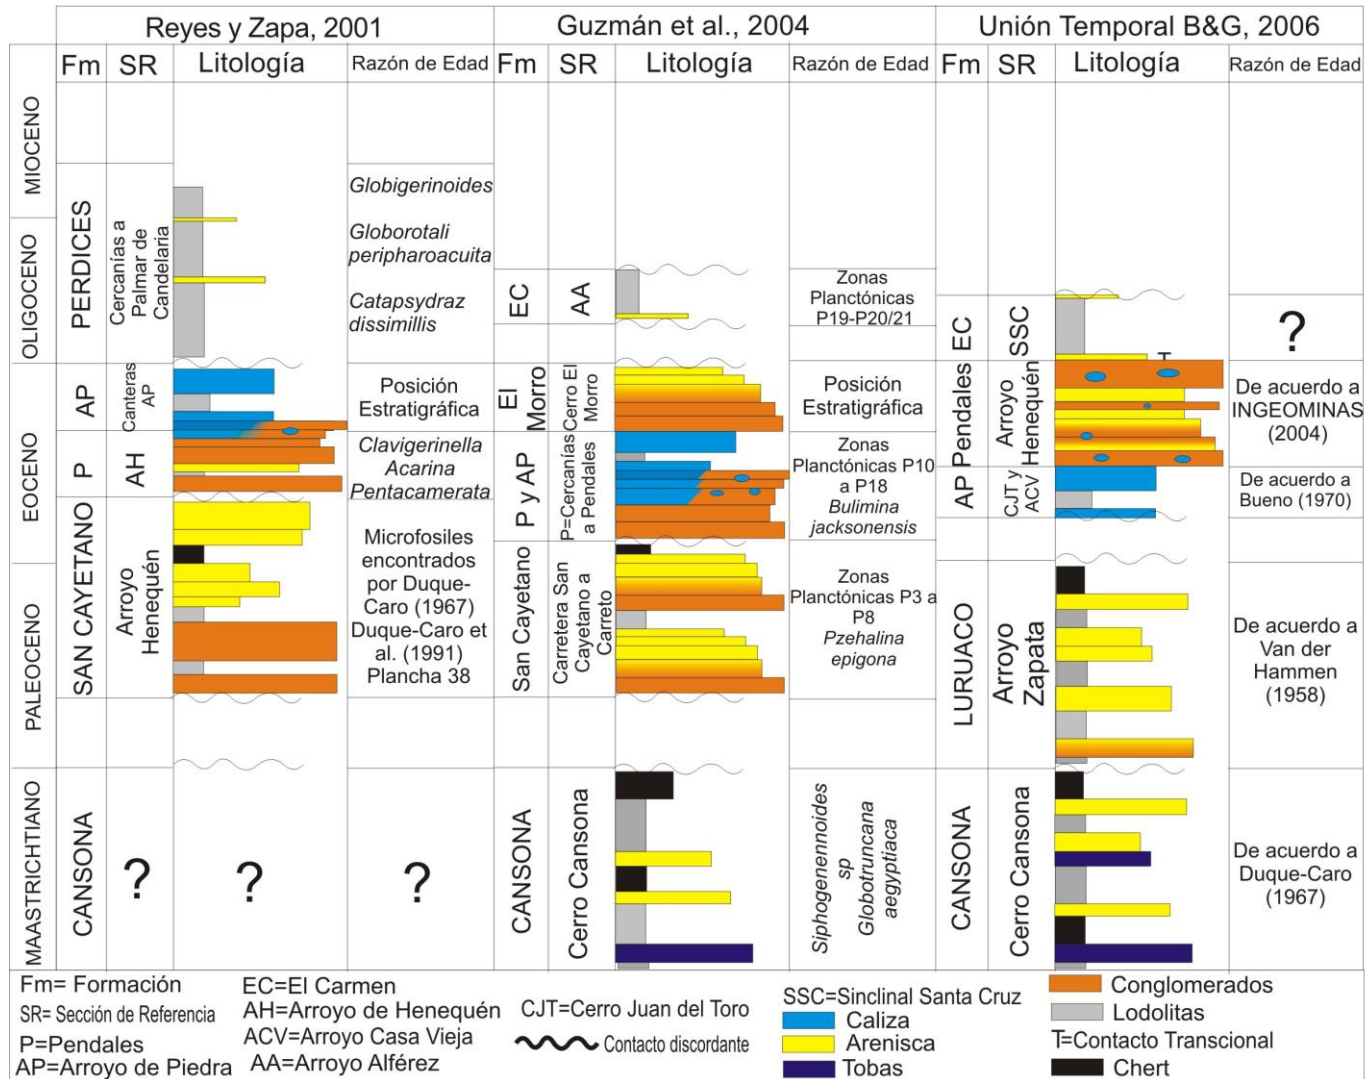 Reyes y Zapa, 2001
Guzmán et al., 2004
Unión Temporal B&G, 2006
Fm
SR
Litología
Razón de Edad
Fm
SR
Litología
Razón de Edad
Fm
SR
Litología
Razón de Edad
MIOCENO
OLIGOCENO
EOCENO
PALEOCENO
MAASTRICHTIANO
PERDICES
Cercanías a
Palmar de
Candelaria
Globigerinoides
Globorotali
peripharoacuita
Catapsydraz
dissimillis
AP
Canteras
AP
Posición
Estratigráfica
P
AH
Clavigerinella
Acarina
Pentacamerata
SAN CAYETANO
Arroyo
Henequén
Microfosiles
encontrados
por Duque-
Caro (1967)
Duque-Caro et
al. (1991)
Plancha 38
CANSONA
?
?
?
EC
AA
Zonas
Planctónicas
P19-P20/21
El
Morro
Cerro El
Morro
Posición
Estratigráfica
P y AP
P=Cercanías
a Pendales
Zonas
Planctónicas P10
a P18
Bulimina
jacksonensis
San Cayetano
Carretera San
Cayetano a
Carreto
Zonas
Planctónicas P3 a
P8
Pzehalina
epigona
CANSONA
Cerro Cansona
Siphogenennoides
sp
Globotruncana
aegyptiaca
EC
SSC
T
?
Pendales
Arroyo
Henequén
De acuerdo a
INGEOMINAS
(2004)
AP
CJT y
ACV
De acuerdo a
Bueno (1970)
LURUACO
Arroyo
Zapata
De acuerdo a
Van der
Hammen
(1958)
CANSONA
Cerro Cansona
De acuerdo a
Duque-Caro
(1967)
Fm= Formación
SR= Sección de Referencia
P=Pendales
AP=Arroyo de Piedra
EC=El Carmen
AH=Arroyo de Henequén
ACV=Arroyo Casa Vieja
AA=Arroyo Alférez
CJT=Cerro Juan del Toro
Contacto discordante
SSC=Sinclinal Santa Cruz
Caliza
Arenisca
Tobas
Conglomerados
Lodolitas
T=Contacto Transcional
Chert